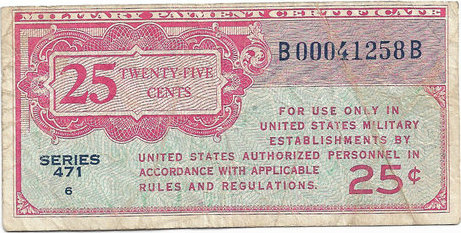 MILITARY PAYMENT CERTIFICATE
B00041258B
25 TWENTY-FIVE
CENTS
FOR USE ONLY IN
UNITED STATES MILITARY
ESTABLISHMENTS BY
UNITED STATES AUTHORIZED PERSONNEL IN
ACCORDANCE WITH APPLICABLE
RULES AND REGULATIONS.
SERIES
471
6
25¢